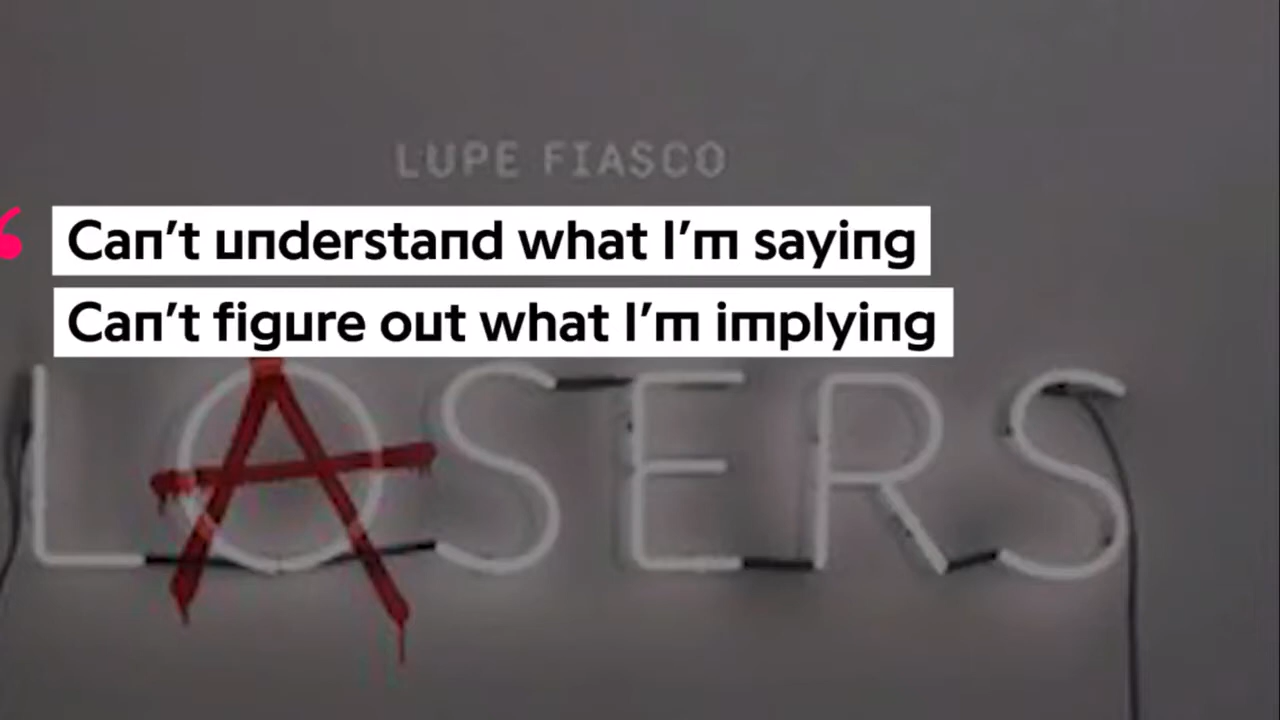 LUPE FIASCO
Can't understand what I'm saying
Can't figure out what I'm implying
LASERS